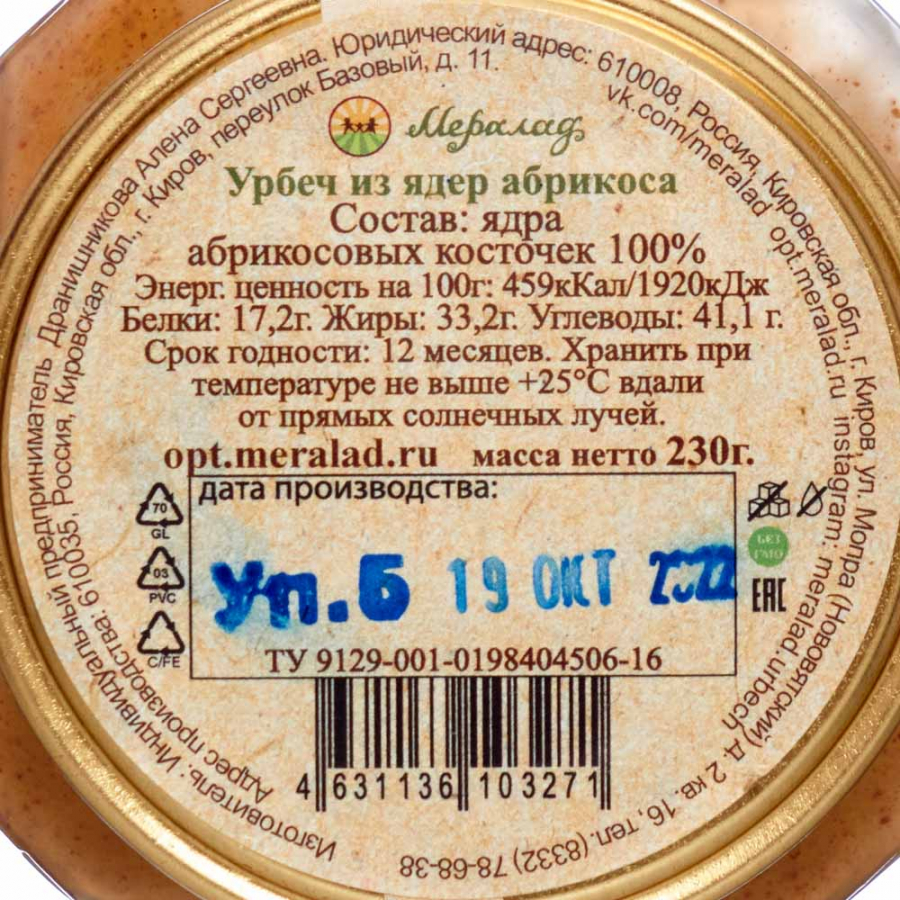 Изготовитель: Индивидуальный предприниматель Дранишникова Алена Сергеевна. Юридический адрес: 610008, Россия, Кировская обл., г. Киров, ул. Мопра (Нововятский) д. 2 кв. 16, тел. (8332) 78-68-38
Адрес производства: 610035, Россия, Кировская обл., г. Киров, переулок Базовый, д. 11.
vk.com/meralad opt.meralad.ru instagram: meralad.urbech
Мералад
Урбеч из ядер абрикоса
Состав: ядра
абрикосовых косточек 100%
Энерг. ценность на 100г: 459кКал/1920кДж
Белки: 17,2г. Жиры: 33,2г. Углеводы: 41,1 г.
Срок годности: 12 месяцев. Хранить при
температуре не выше +25°С вдали
от прямых солнечных лучей.
opt.meralad.ru масса нетто 230г.
дата производства:
Уп.Б 19 ОКТ 2022
ТУ 9129-001-0198404506-16
70
GL
03
PVC
C/FE
БЕЗ
ГМО
EAC
4 631136 103271